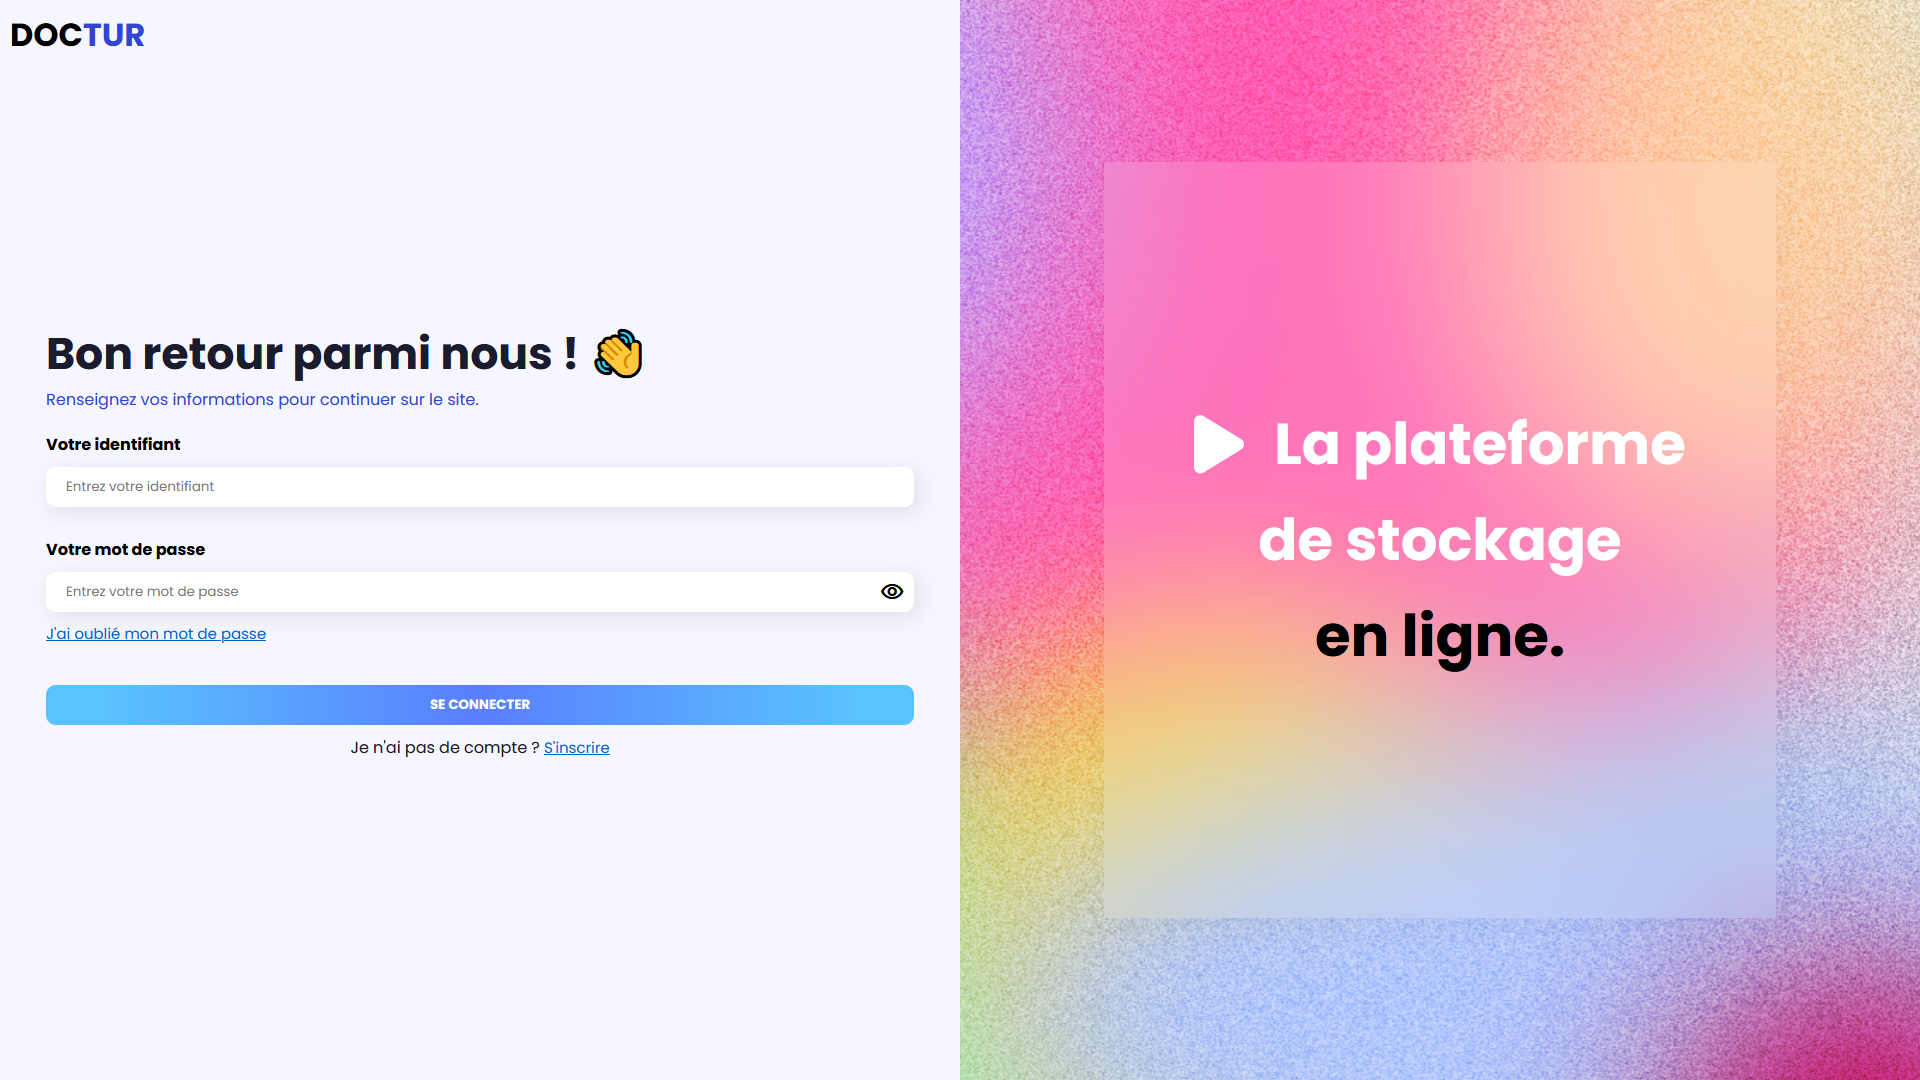 DOCTUR
Bon retour parmi nous !
Renseignez vos informations pour continuer sur le site.
Votre identifiant
Entrez votre identifiant
Votre mot de passe
Entrez votre mot de passe
J'ai oublié mon mot de passe
SE CONNECTER
Je n'ai pas de compte ? S'inscrire
La plateforme
de stockage
en ligne.